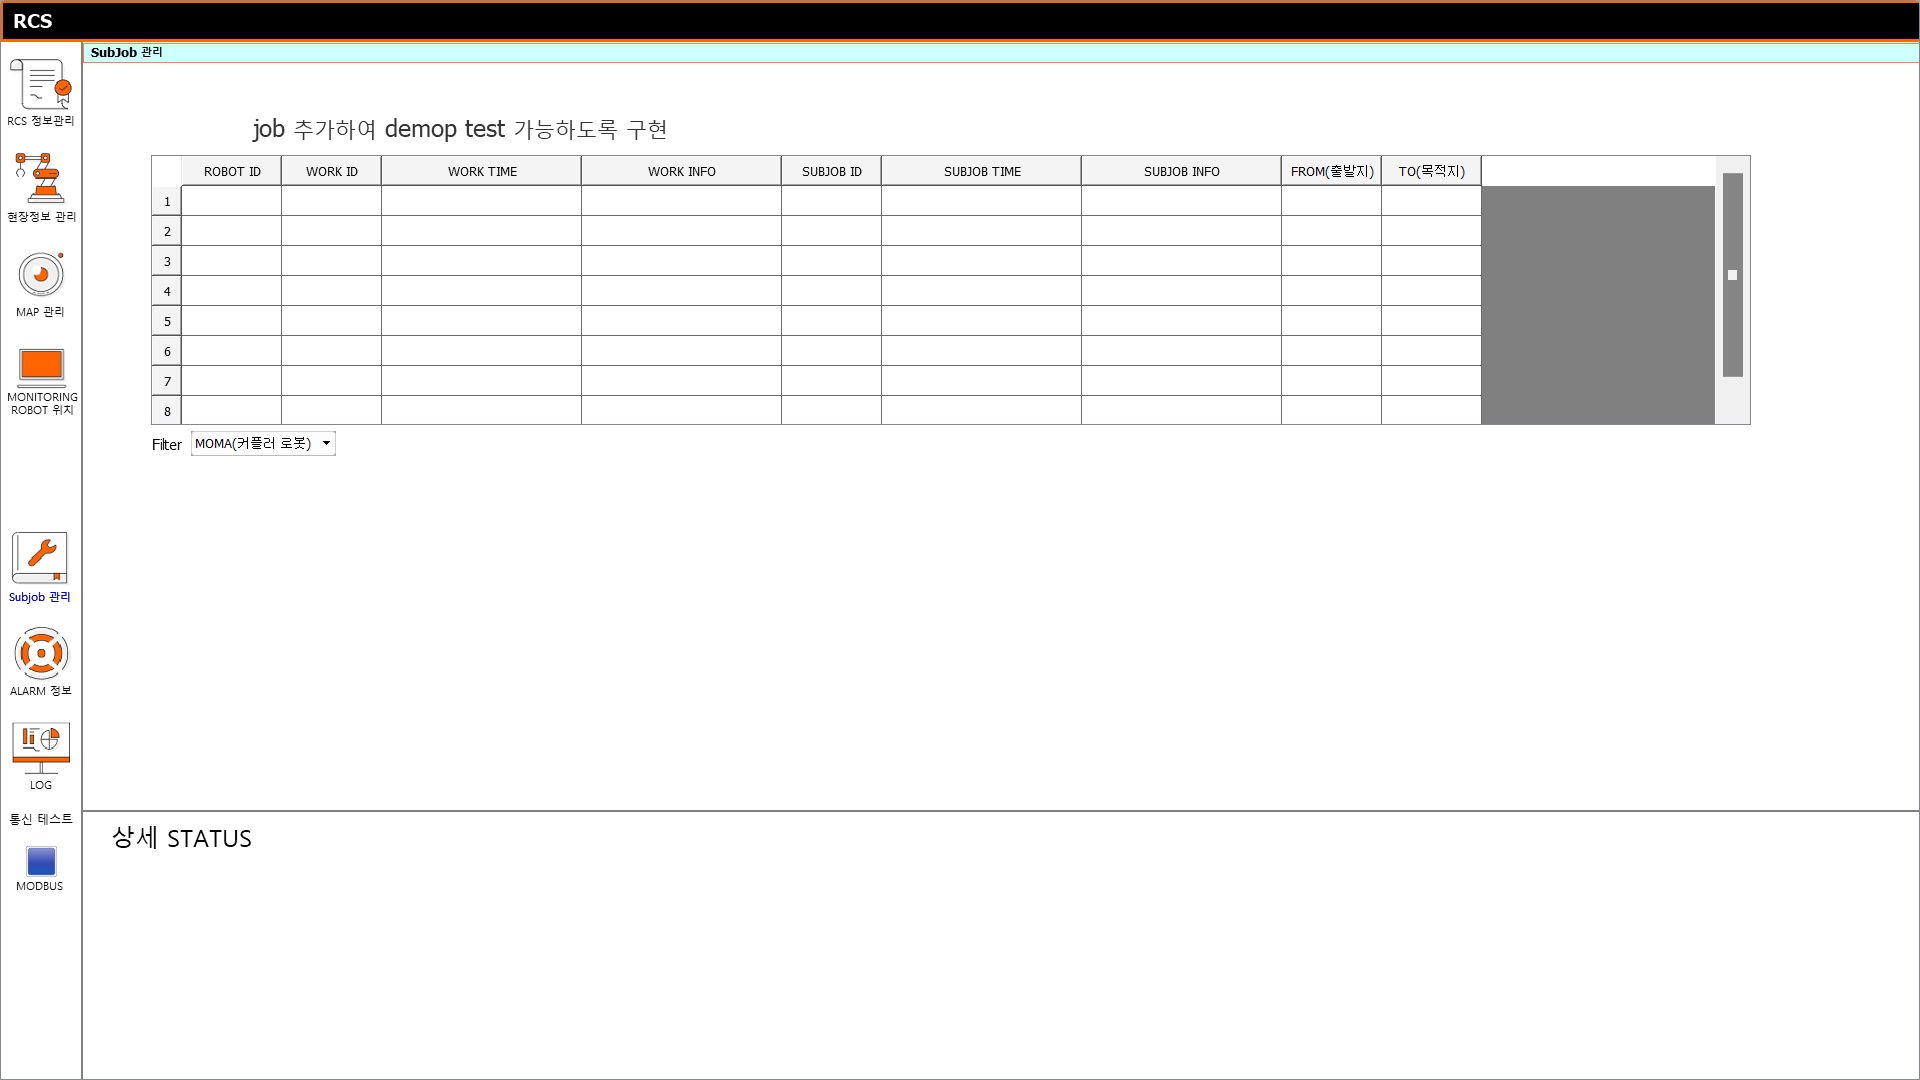 RCS
SubJob 관리
RCS 정보관리
현장정보 관리
MAP 관리
MONITORING
ROBOT 위치
Subjob 관리
ALARM 정보
LOG
통신 테스트
MODBUS
job 추가하여 demop test 가능하도록 구현
ROBOT ID WORK ID WORK TIME WORK INFO SUBJOB ID SUBJOB TIME SUBJOB INFO FROM(출발지) TO(목적지)
1
2
3
4
5
6
7
8
Filter MOMA(커플러 로봇)
상세 STATUS